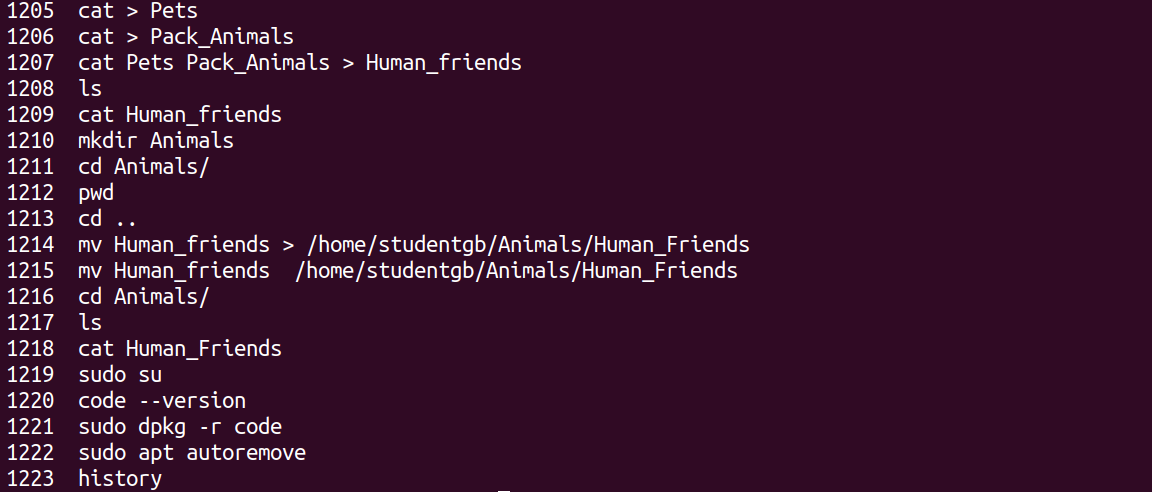 1205  cat > Pets
1206  cat > Pack_Animals
1207  cat Pets Pack_Animals > Human_friends
1208  ls
1209  cat Human_friends
1210  mkdir Animals
1211  cd Animals/
1212  pwd
1213  cd ..
1214  mv Human_friends > /home/studentgb/Animals/Human_Friends
1215  mv Human_friends  /home/studentgb/Animals/Human_Friends
1216  cd Animals/
1217  ls
1218  cat Human_Friends
1219  sudo su
1220  code --version
1221  sudo dpkg -r code
1222  sudo apt autoremove
1223  history